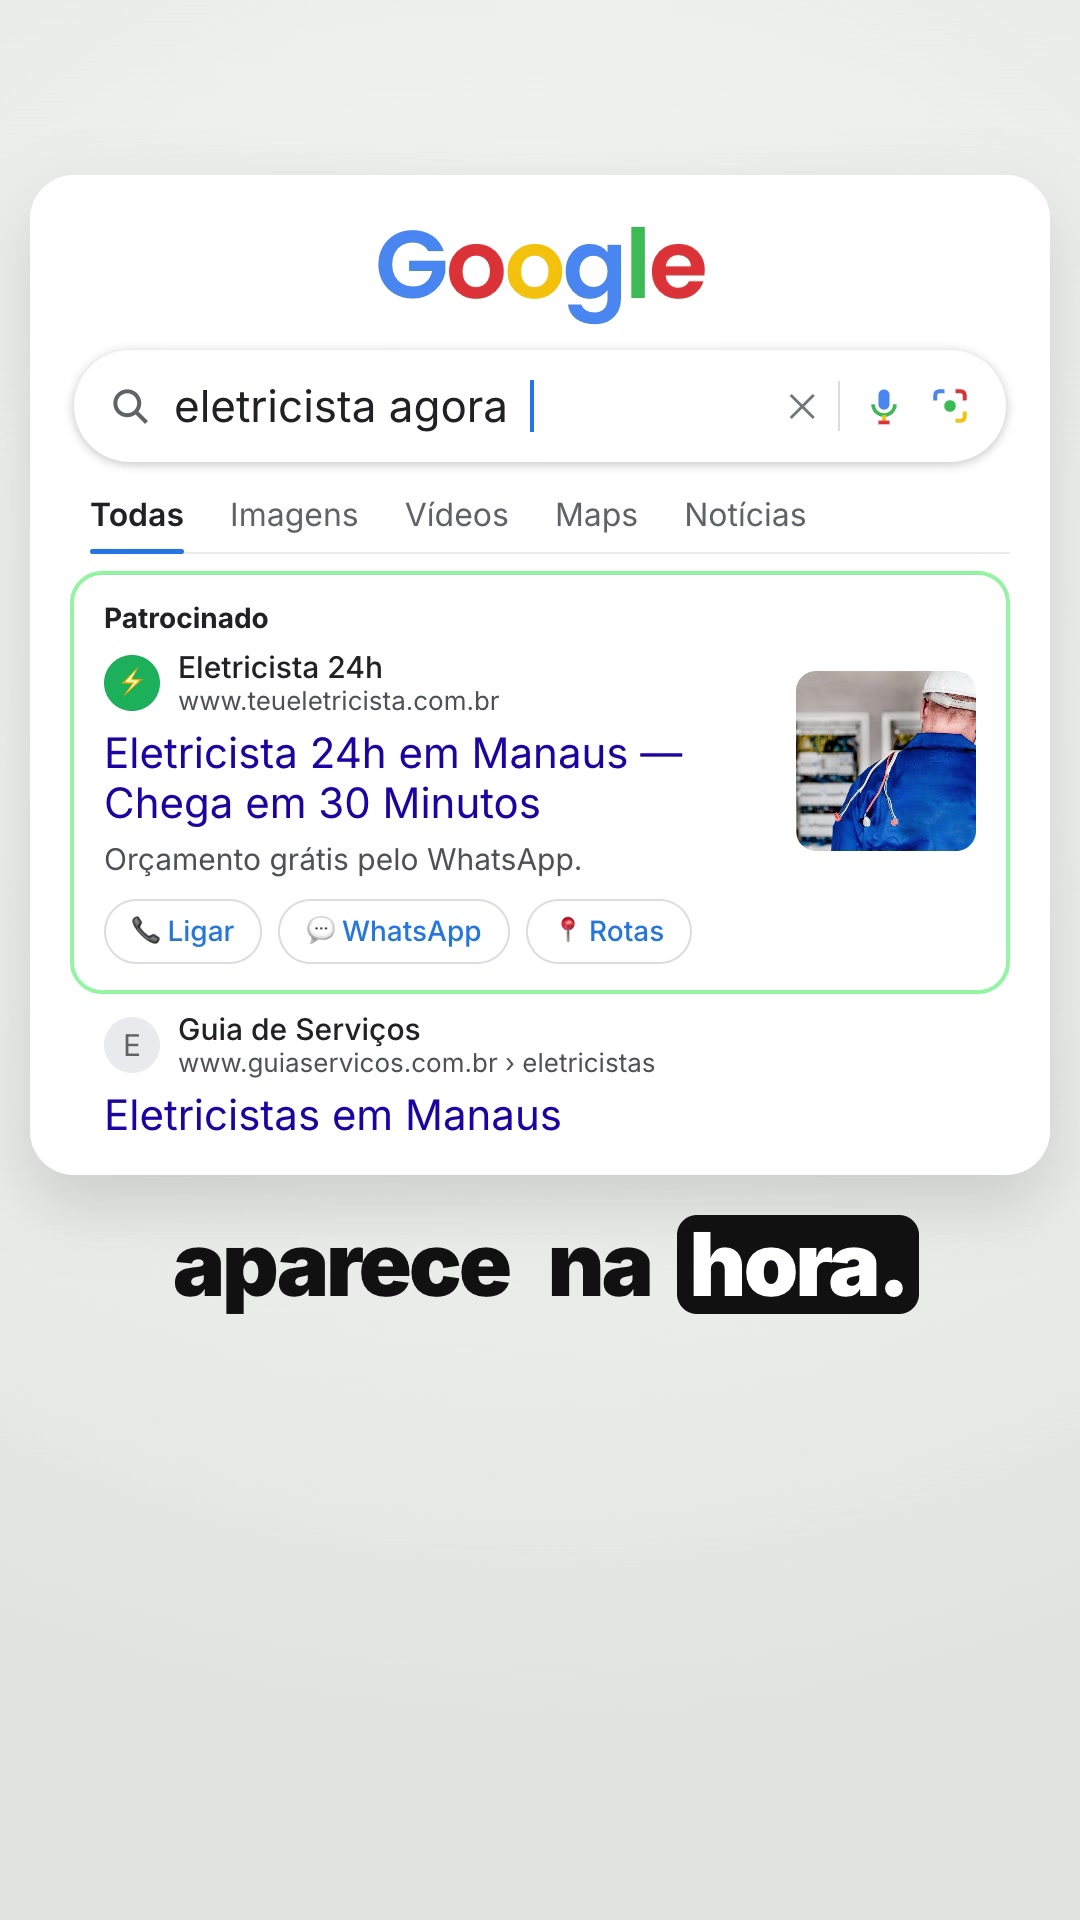 Google
eletricista agora
Todas Imagens Vídeos Maps Notícias
Patrocinado
Eletricista 24h
www.teueletricista.com.br
Eletricista 24h em Manaus —
Chega em 30 Minutos
Orçamento grátis pelo WhatsApp.
Ligar WhatsApp Rotas
E
Guia de Serviços
www.guiaservicos.com.br › eletricistas
Eletricistas em Manaus
aparece na hora.